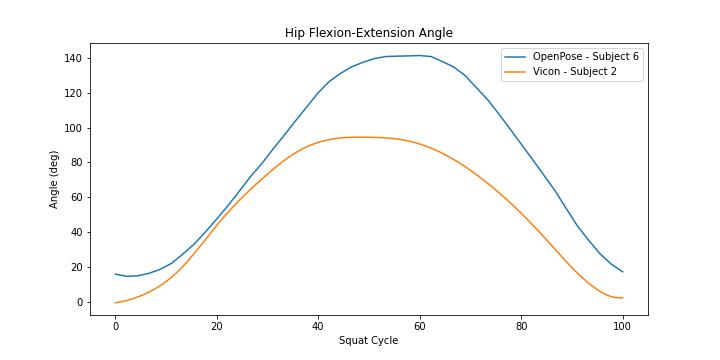 Hip Flexion-Extension Angle
OpenPose - Subject 6
Vicon - Subject 2
Angle (deg)
140
120
100
80
60
40
20
0
0 20 40 60 80 100
Squat Cycle